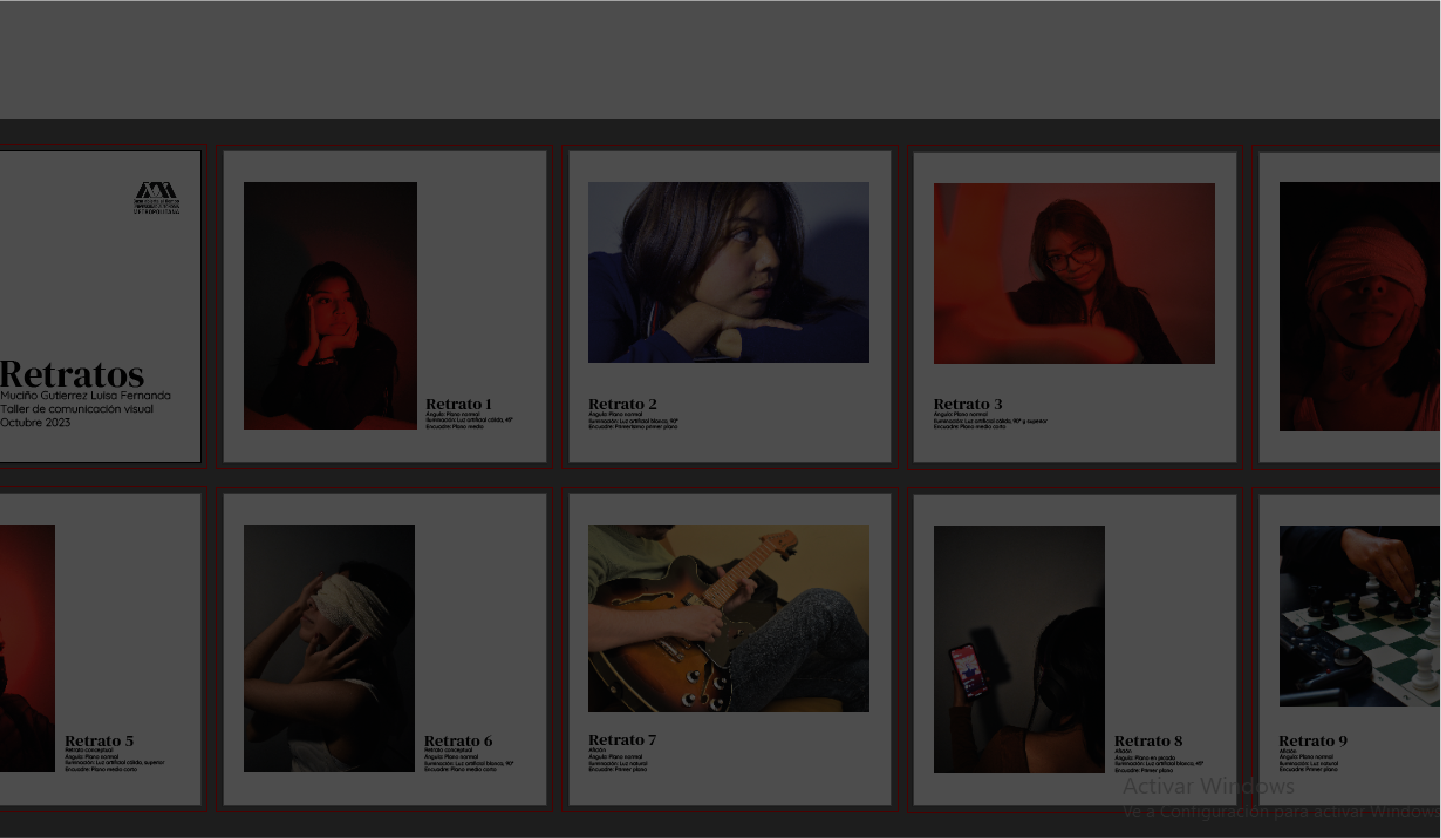 METROPOLITANA
Retratos
Muciño Gutierrez Luisa Fernanda
Taller de comunicación visual
Octubre 2023
Retrato 1
Ángulo: Plano normal
Iluminación: Luz artificial cálida, 45°
Encuadre: Plano medio
Retrato 2
Ángulo: Plano normal
Iluminación: Luz artificial blanca, 90°
Encuadre: Primerísimo primer plano
Retrato 3
Ángulo: Plano normal
Iluminación: Luz artificial cálida, 90° y superior
Encuadre: Plano medio corto
Retrato 5
Retrato conceptual
Ángulo: Plano normal
Iluminación: Luz artificial cálida, superior
Encuadre: Plano medio corto
Retrato 6
Retrato conceptual
Ángulo: Plano normal
Iluminación: Luz artificial blanca, 90°
Encuadre: Plano medio corto
Retrato 7
Afición
Ángulo: Plano normal
Iluminación: Luz natural
Encuadre: Primer plano
Retrato 8
Afición
Ángulo: Plano en picado
Iluminación: Luz artificial blanca, 45°
Encuadre: Primer plano
Retrato 9
Afición
Ángulo: Plano normal
Iluminación: Luz natural
Encuadre: Primer plano
Activar Windows
Ve a Configuración para activar Windows